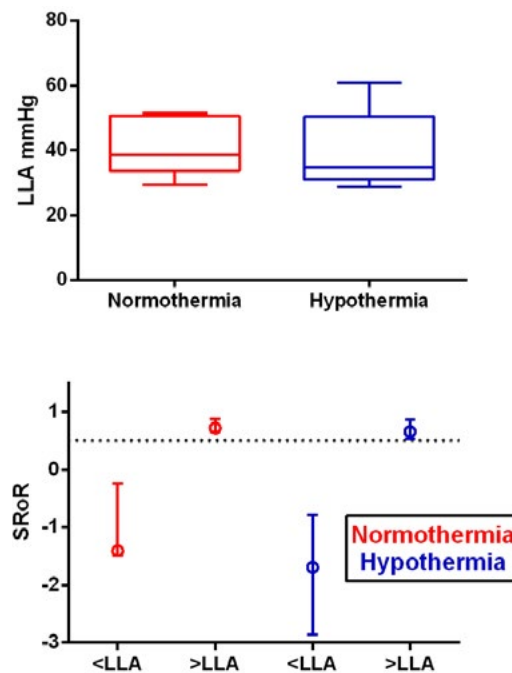 80
60
40
20
0
LLA mmHg
Normothermia Hypothermia
1
0
-1
-2
-3
SRoR
Normothermia
Hypothermia
<LLA >LLA <LLA >LLA